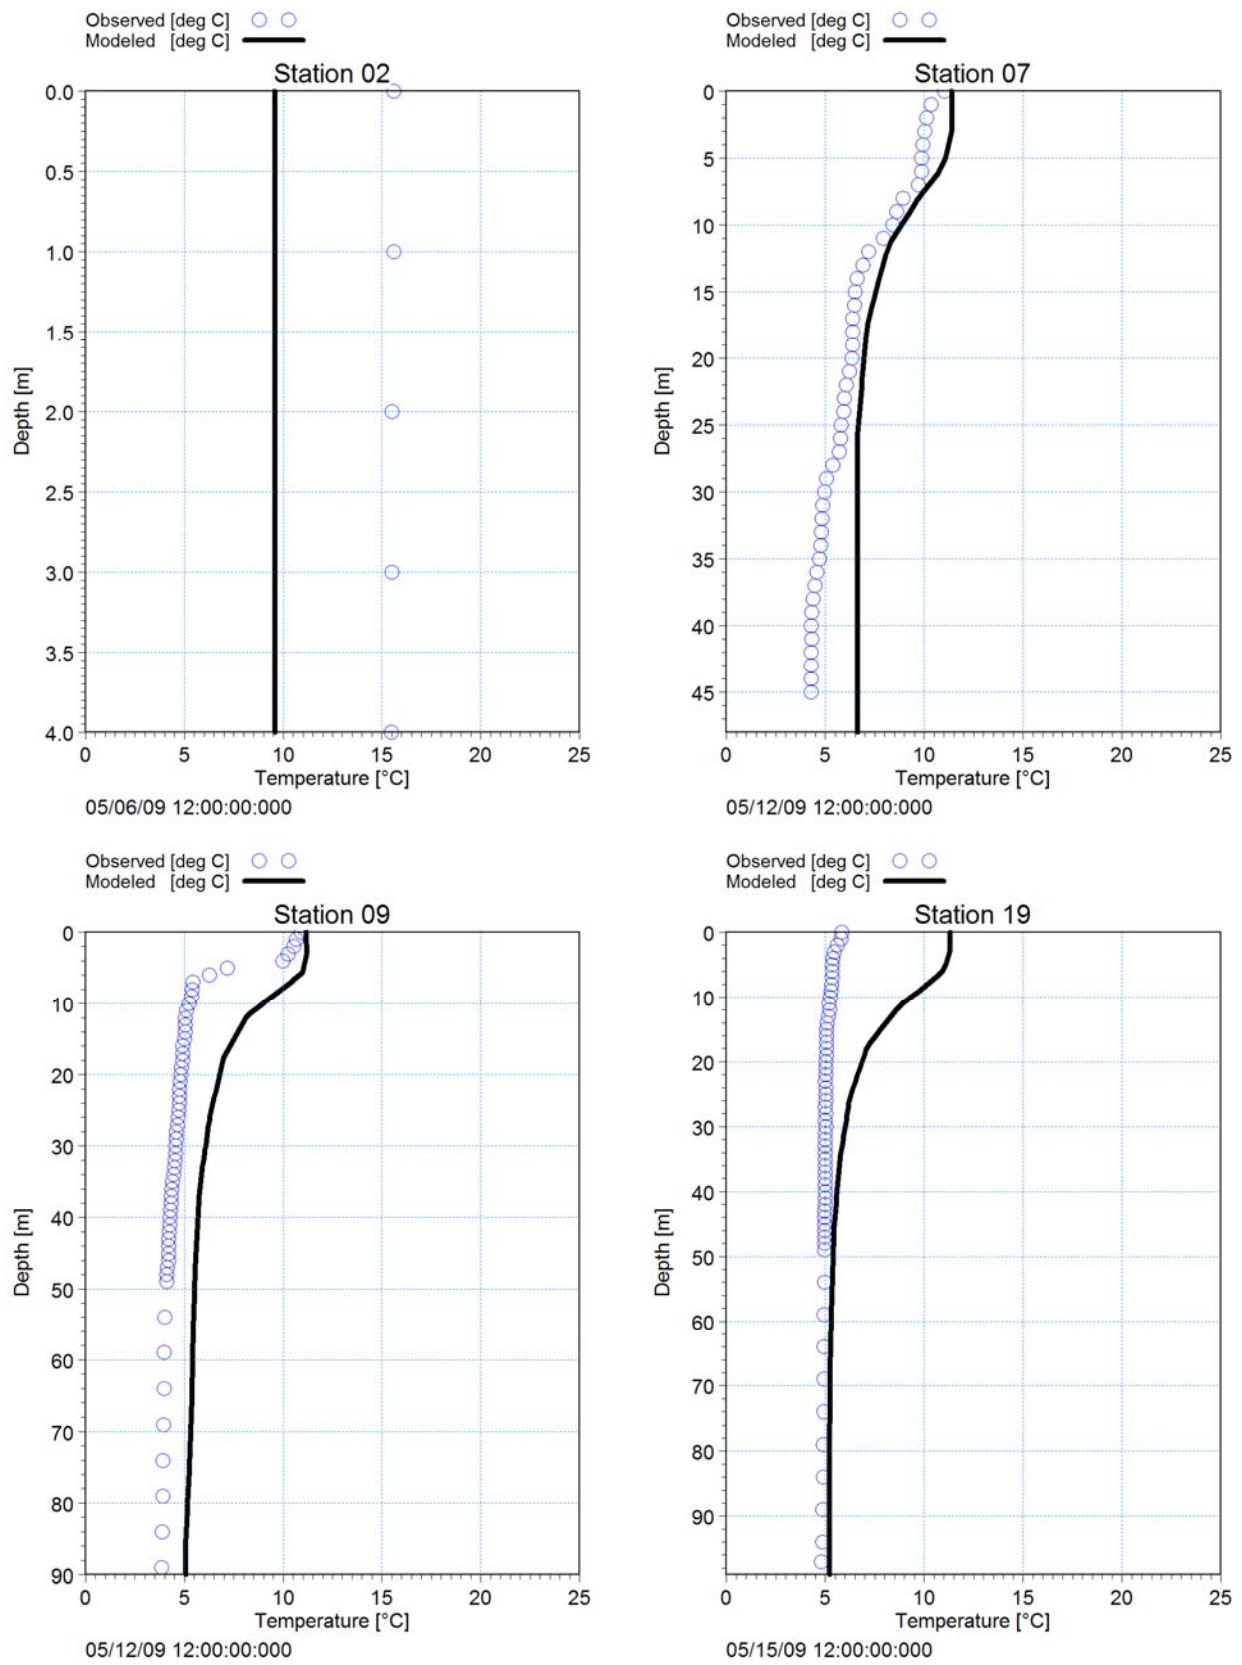 Observed [deg C]
Modeled [deg C]
Station 02
0.0
0.5
1.0
1.5
2.0
2.5
3.0
3.5
4.0
Depth [m]
0 5 10 15 20 25
Temperature [°C]
05/06/09 12:00:00:000
Observed [deg C]
Modeled [deg C]
Station 07
0
5
10
15
20
25
30
35
40
45
Depth [m]
0 5 10 15 20 25
Temperature [°C]
05/12/09 12:00:00:000
Observed [deg C]
Modeled [deg C]
Station 09
0
10
20
30
40
50
60
70
80
90
Depth [m]
0 5 10 15 20 25
Temperature [°C]
05/12/09 12:00:00:000
Observed [deg C]
Modeled [deg C]
Station 19
0
10
20
30
40
50
60
70
80
90
Depth [m]
0 5 10 15 20 25
Temperature [°C]
05/15/09 12:00:00:000